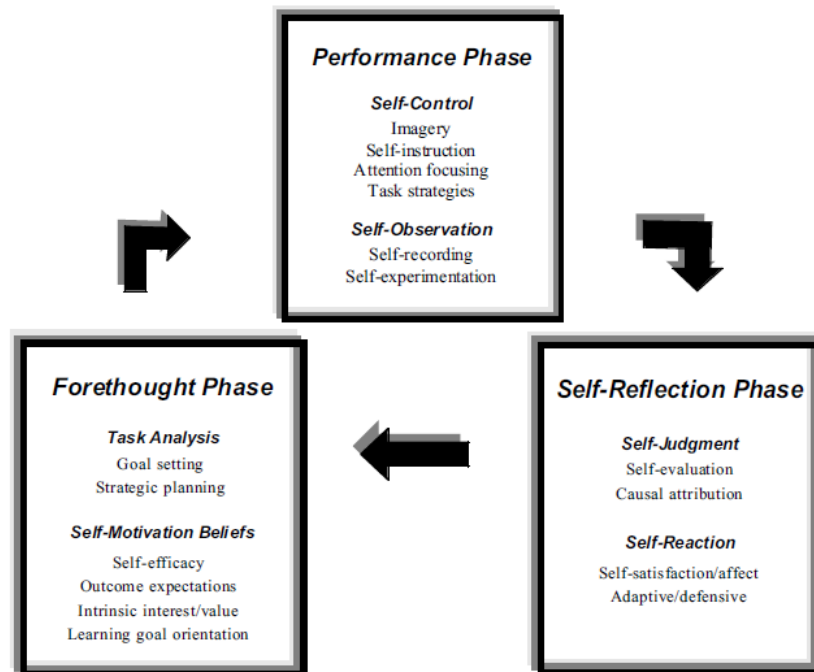 Performance Phase
Self-Control
Imagery
Self-instruction
Attention focusing
Task strategies
Self-Observation
Self-recording
Self-experimentation
Forethought Phase
Task Analysis
Goal setting
Strategic planning
Self-Motivation Beliefs
Self-efficacy
Outcome expectations
Intrinsic interest/value
Learning goal orientation
Self-Reflection Phase
Self-Judgment
Self-evaluation
Causal attribution
Self-Reaction
Self-satisfaction/affect
Adaptive/defensive